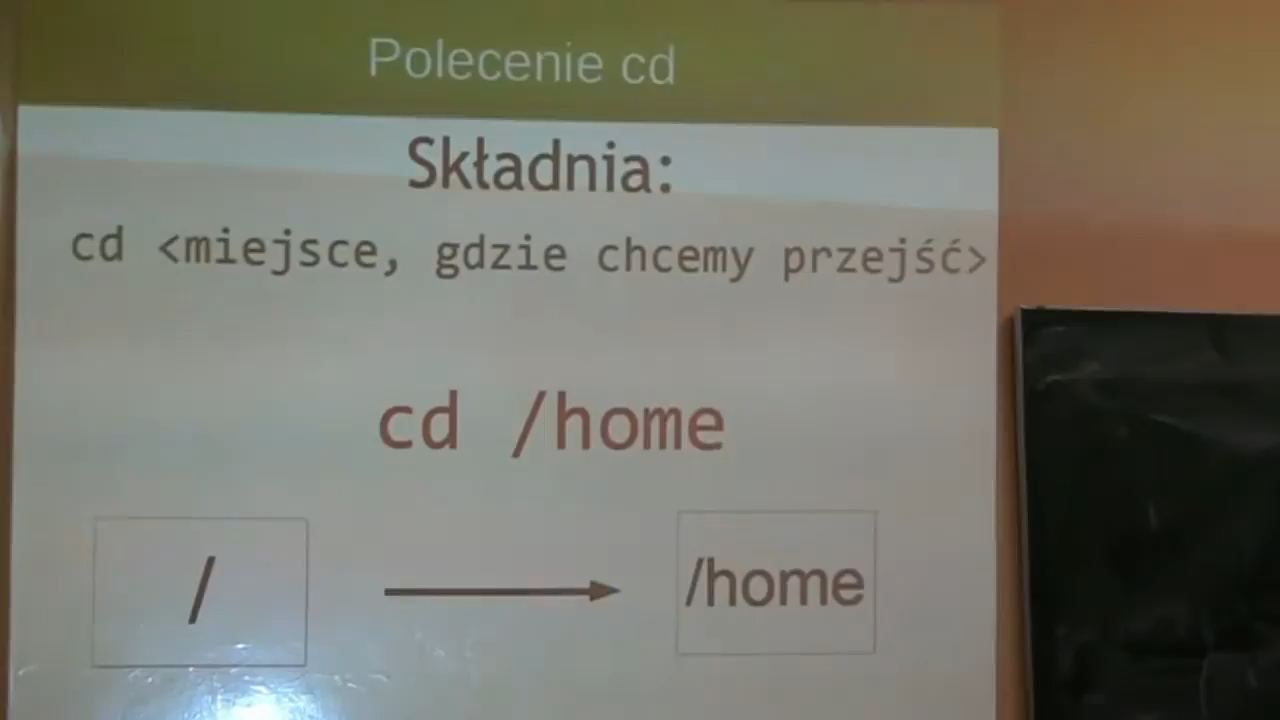 Polecenie cd
Składnia:
cd <miejsce, gdzie chcemy przejść>
cd /home
/
/home